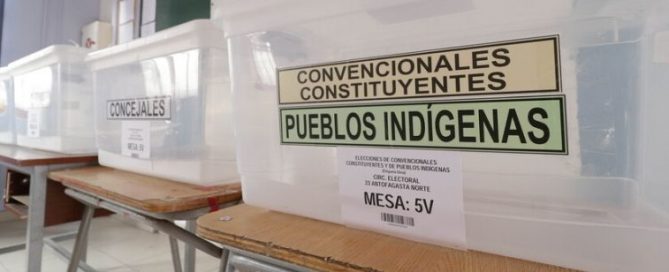 CONVENCIONALES
CONSTITUYENTES
PUEBLOS INDÍGENAS
ELECCIONES DE CONVENCIONALES
CONSTITUYENTES Y DE PUEBLOS INDIGENAS
CIRC. ELECTORAL
ANTOFAGASTA NORTE
MESA: 5V
CONCEJALES
MESA: 5V